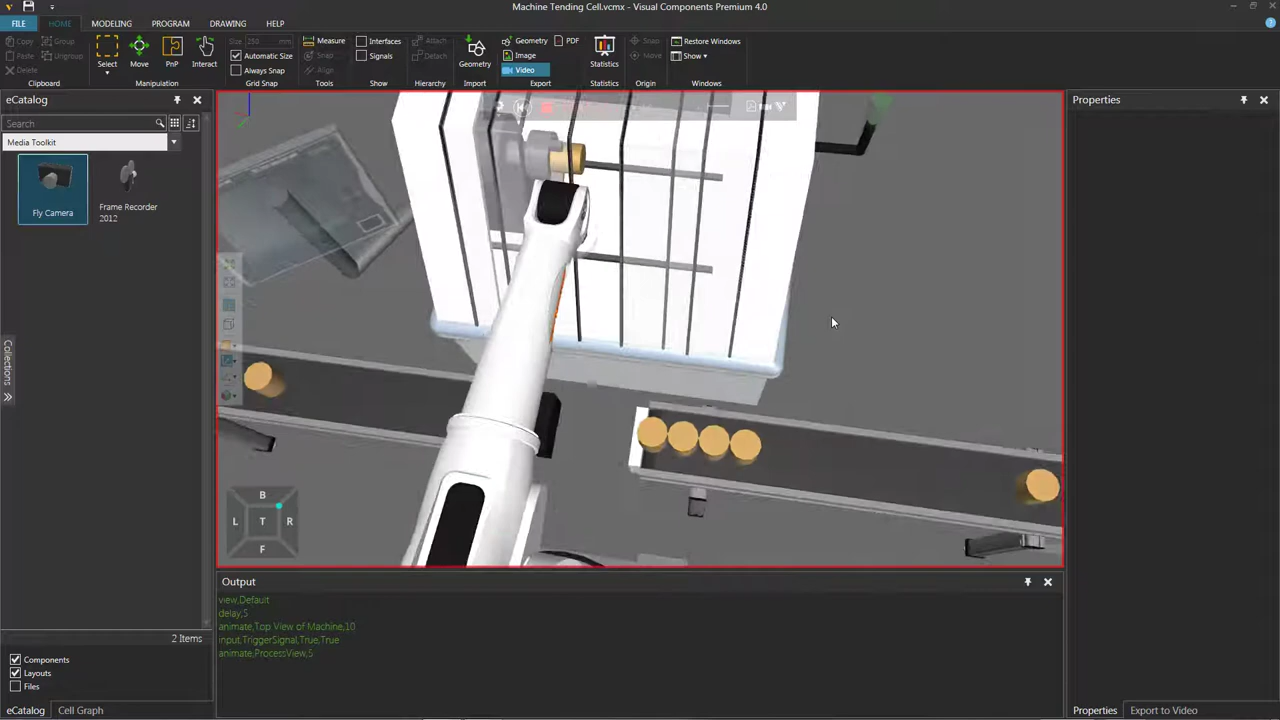 Machine Tending Cell.vcmx - Visual Components Premium 4.0
FILE
HOME
MODELING
PROGRAM
DRAWING
HELP
Copy
Group
Paste
Ungroup
Delete
Clipboard
Select
Move
PnP
Interact
Manipulation
Size 250 mm
Automatic Size
Always Snap
Grid Snap
Measure
Snap
Align
Tools
Interfaces
Signals
Connect
Attach
Detach
Hierarchy
Geometry
Import
Geometry
PDF
Image
Video
Export
Statistics
Statistics
Snap
Move
Origin
Restore Windows
Show
Windows
eCatalog
Search
Media Toolkit
Fly Camera
Frame Recorder
2012
Collections
2 Items
Components
Layouts
Files
eCatalog
Cell Graph
B
L
T
R
F
Output
view,Default
delay,5
animate,Top View of Machine,10
input,TriggerSignal,True,True
animate,ProcessView,5
Properties
Properties
Export to Video